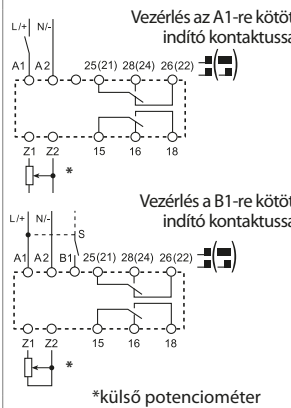 Vezérlés az A1-re kötöt
indító kontaktussa
L/+ N/-
A1 A2 25(21) 28(24) 26(22)
Z1 Z2 15 16 18
*
Vezérlés a B1-re kötöt
indító kontaktussa
L/+ N/-
S
A1 A2 B1 25(21) 28(24) 26(22)
Z1 Z2 15 16 18
*
*külső potenciométer